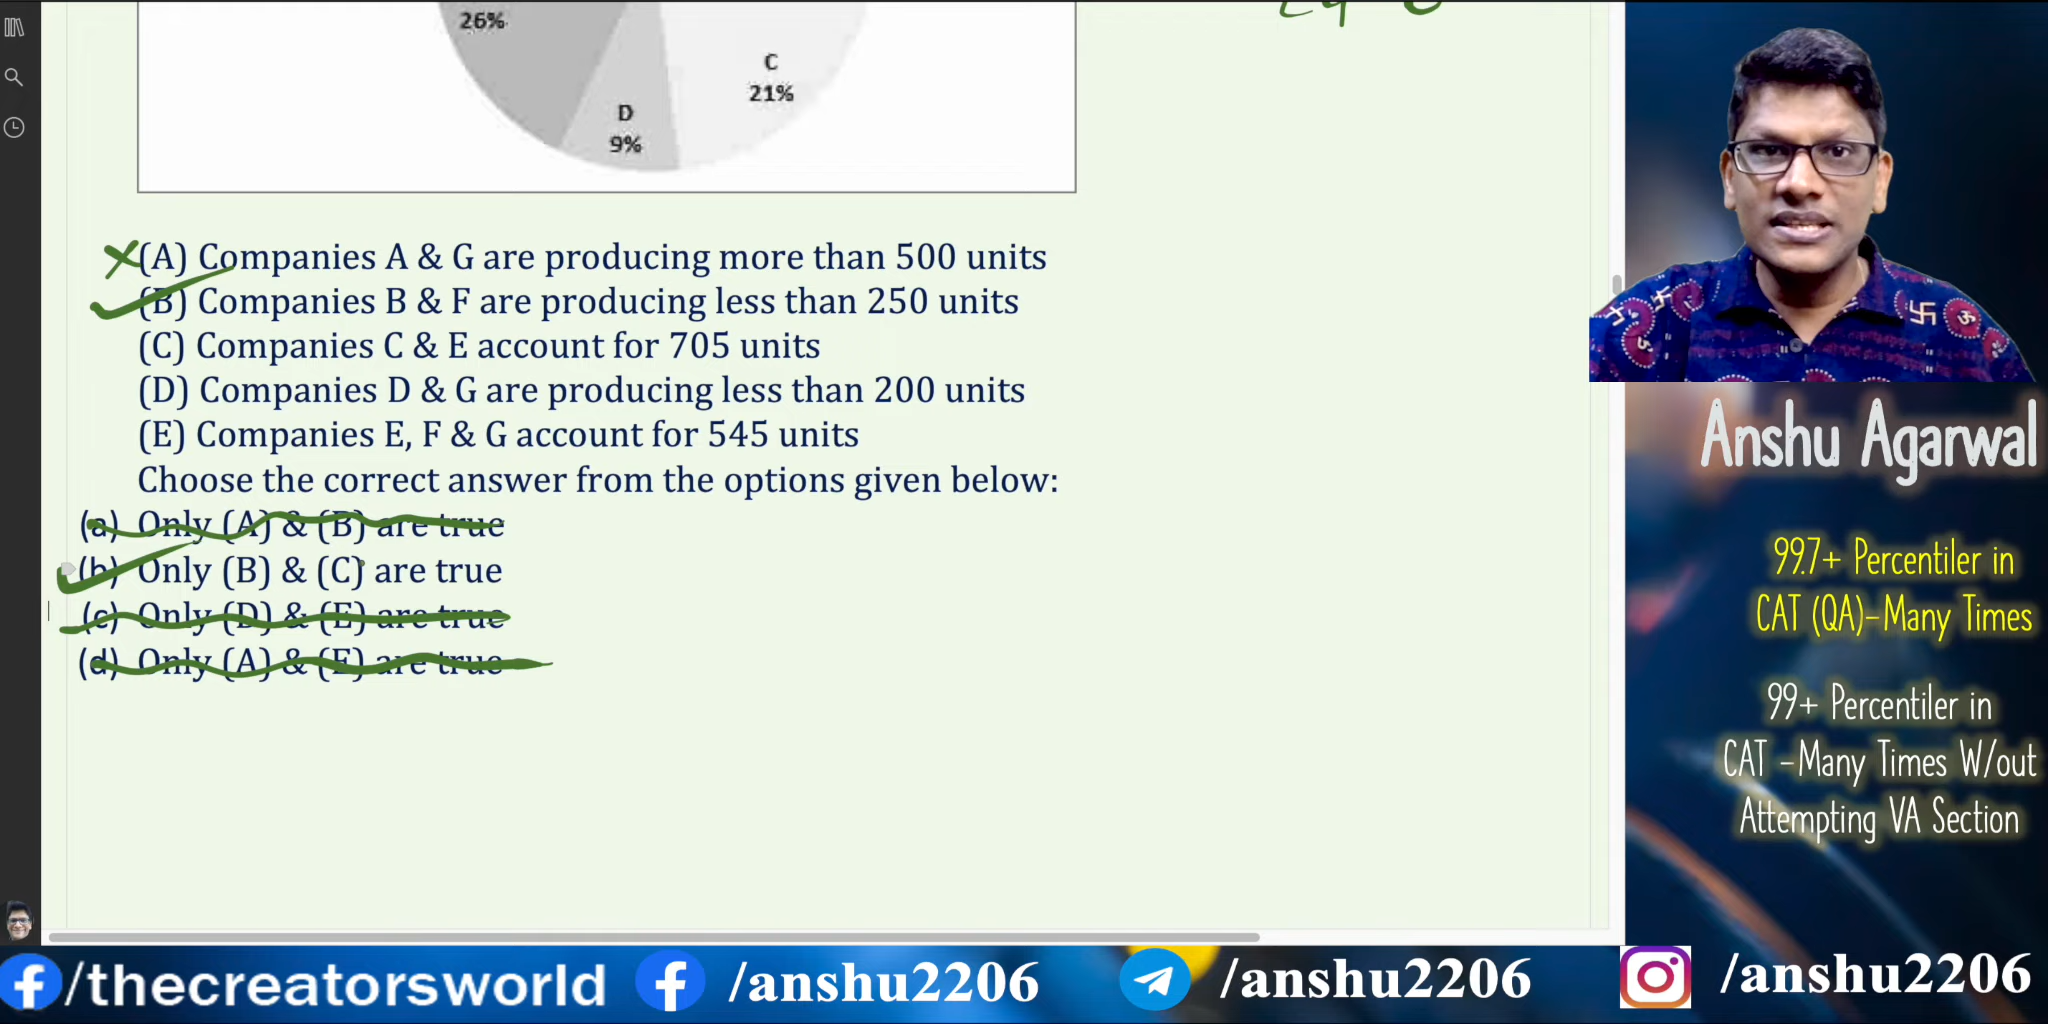 26%
C
21%
D
9%
(A) Companies A & G are producing more than 500 units
(B) Companies B & F are producing less than 250 units
(C) Companies C & E account for 705 units
(D) Companies D & G are producing less than 200 units
(E) Companies E, F & G account for 545 units
Choose the correct answer from the options given below:
(a) Only (A) & (B) are true
(b) Only (B) & (C) are true
(c) Only (D) & (E) are true
(d) Only (A) & (E) are true
Anshu Agarwal
99.7+ Percentiler in
CAT (QA)-Many Times
99+ Percentiler in
CAT -Many Times W/out
Attempting VA Section
/thecreatorsworld
/anshu2206
/anshu2206
/anshu2206